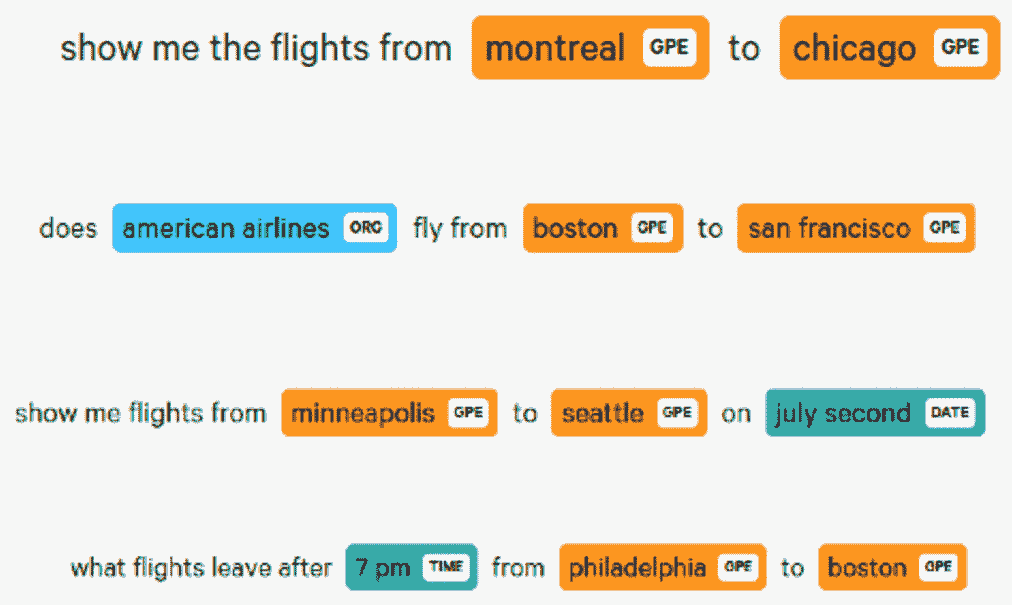 show me the flights from montreal GPE to chicago GPE
does american airlines ORG fly from boston GPE to san francisco GPE
show me flights from minneapolis GPE to seattle GPE on july second DATE
what flights leave after 7 pm TIME from philadelphia GPE to boston GPE